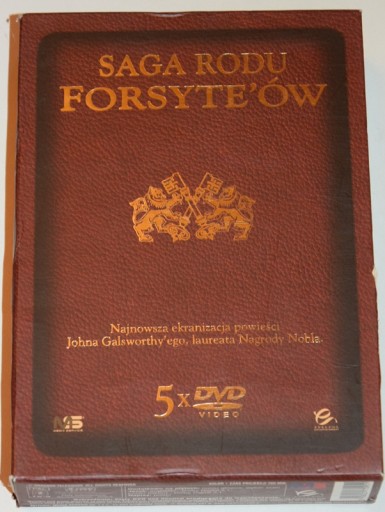 SAGA RODU
FORSYTE'ÓW
Najnowsza ekranizacja powieści
Johna Galsworthy'ego, laureata Nagrody Nobla.
5 x DVD
VIDEO